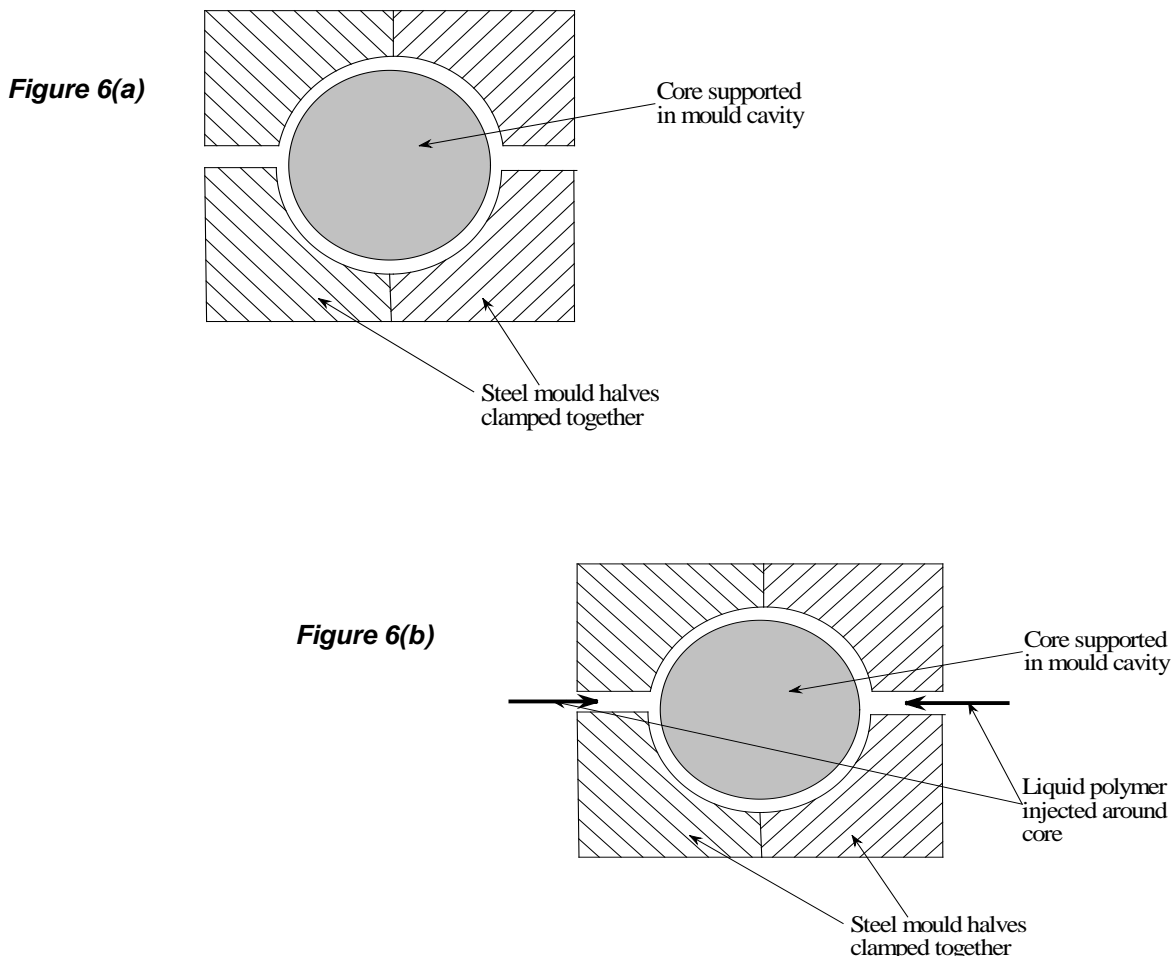 Figure 6(a)
Core supported
in mould cavity
Steel mould halves
clamped together
Figure 6(b)
Core supported
in mould cavity
Liquid polymer
injected around
core
Steel mould halves
clamped together